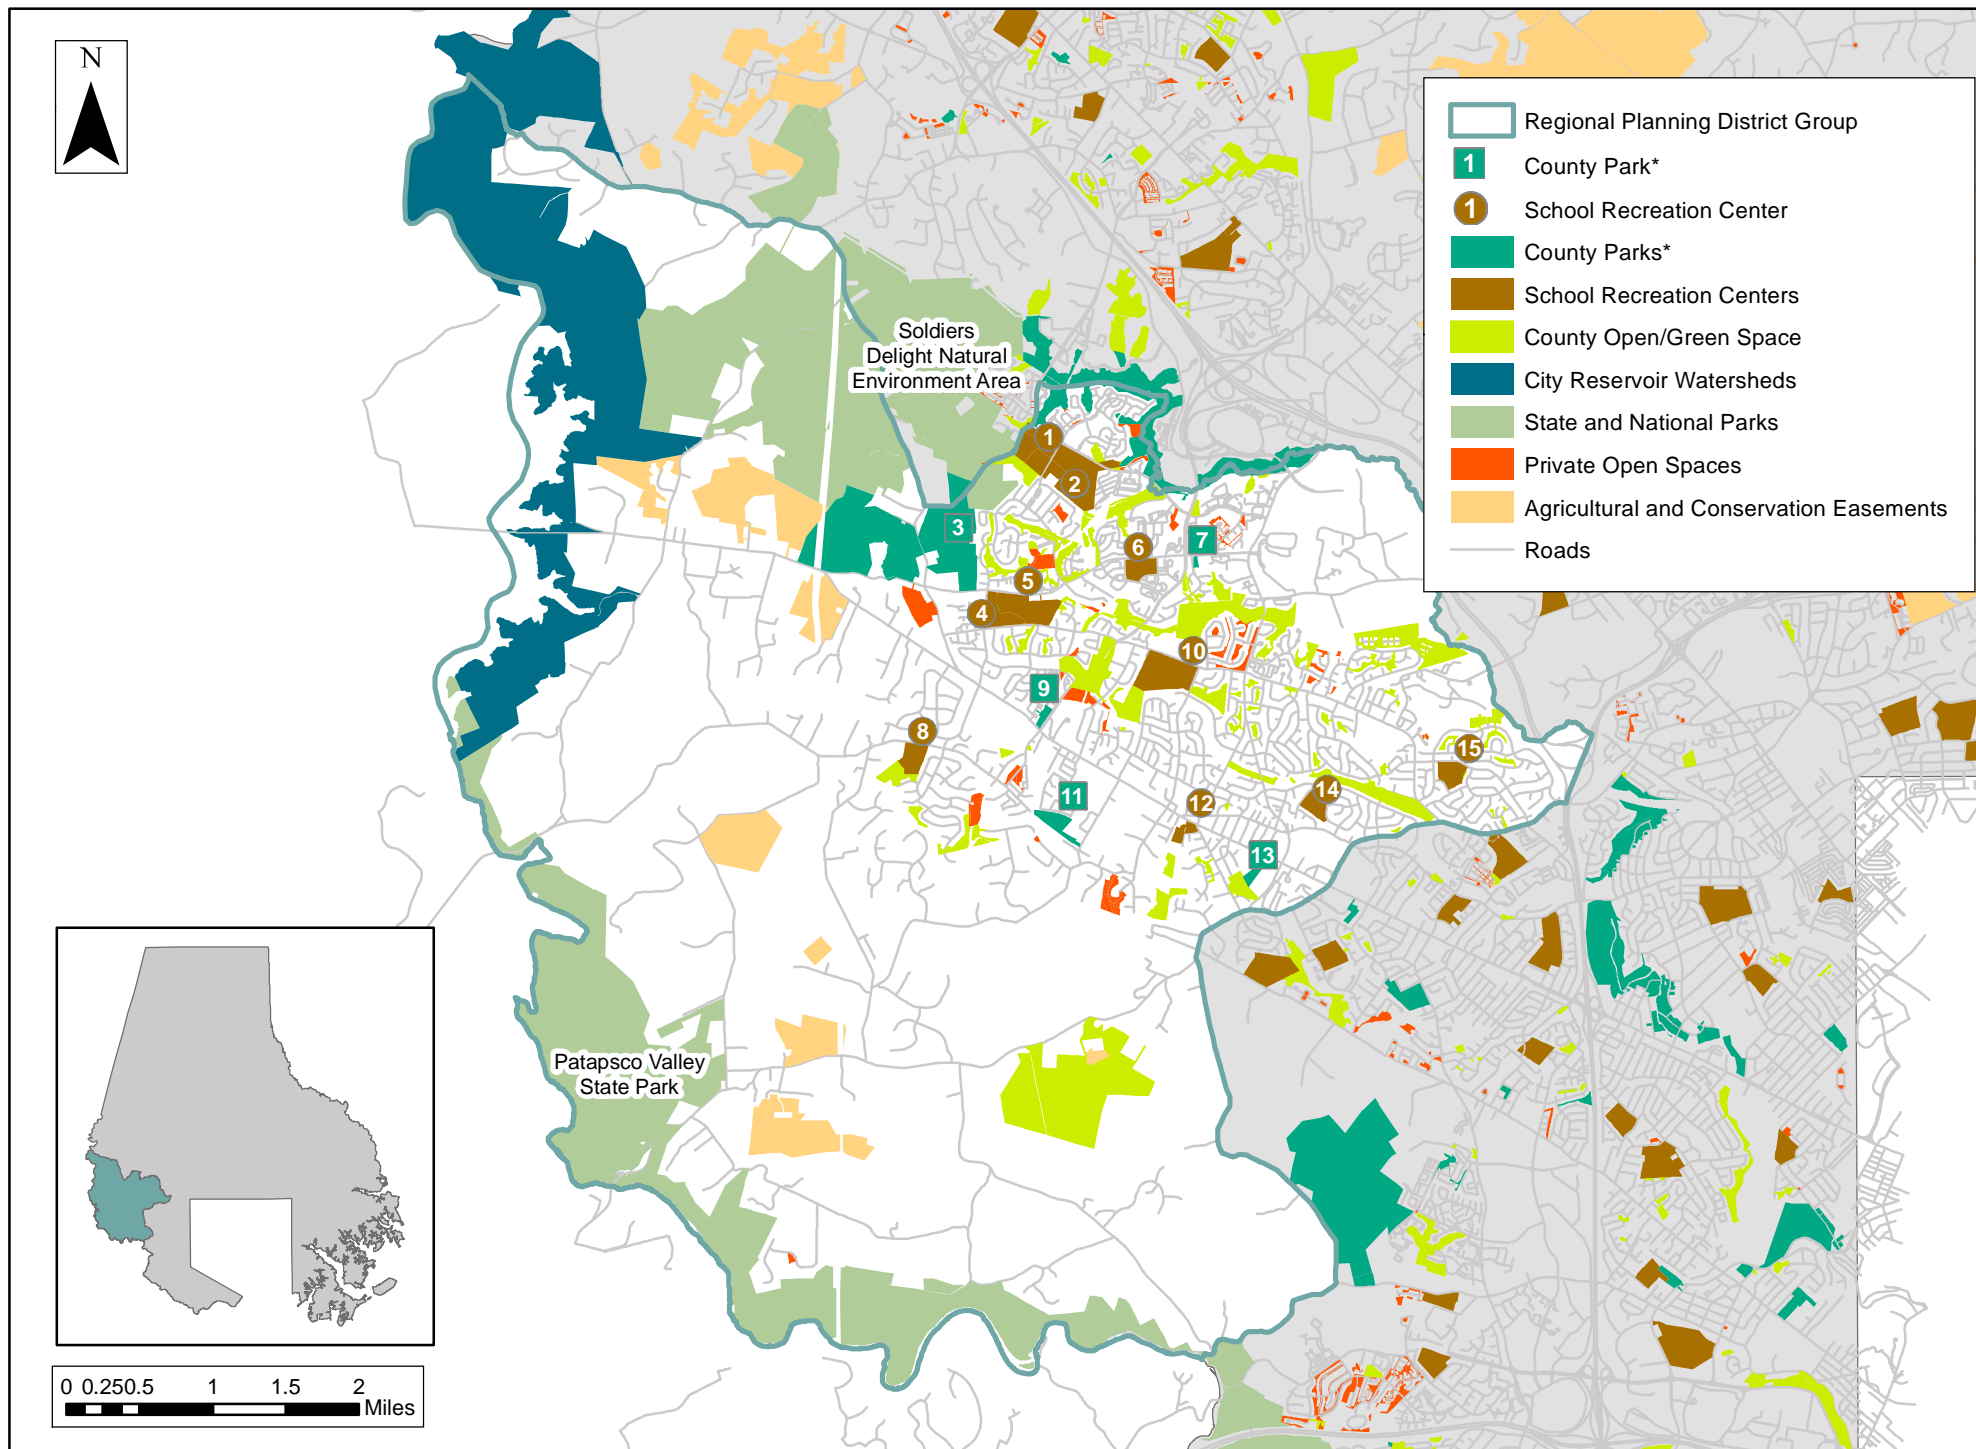 N
Regional Planning District Group
1 County Park*
1 School Recreation Center
County Parks*
School Recreation Centers
County Open/Green Space
City Reservoir Watersheds
State and National Parks
Private Open Spaces
Agricultural and Conservation Easements
Roads
Soldiers
Delight Natural
Environment Area
1
2
3
7
6
5
4
10
9
8
15
14
11
12
13
Patapsco Valley
State Park
0 0.25 0.5 1 1.5 2
Miles